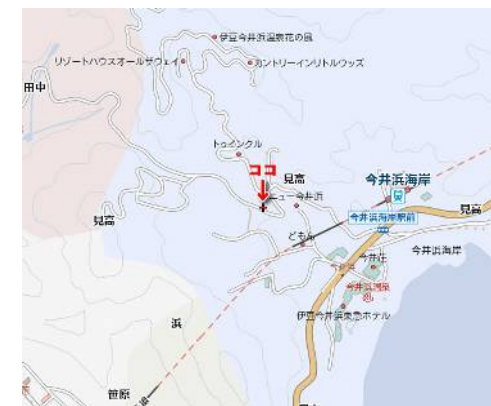 伊豆今井浜温泉花の風
リゾートハウスオールザウェイ
カントリーインリトルウッズ
田中
トゥインクル
ココ
見高
今井浜海岸
ニュー今井浜
見高
見高
今井浜海岸駅前
ども
今井浜海岸
今井荘
今井浜
今井浜温泉
伊豆今井浜東急ホテル
浜
笹原